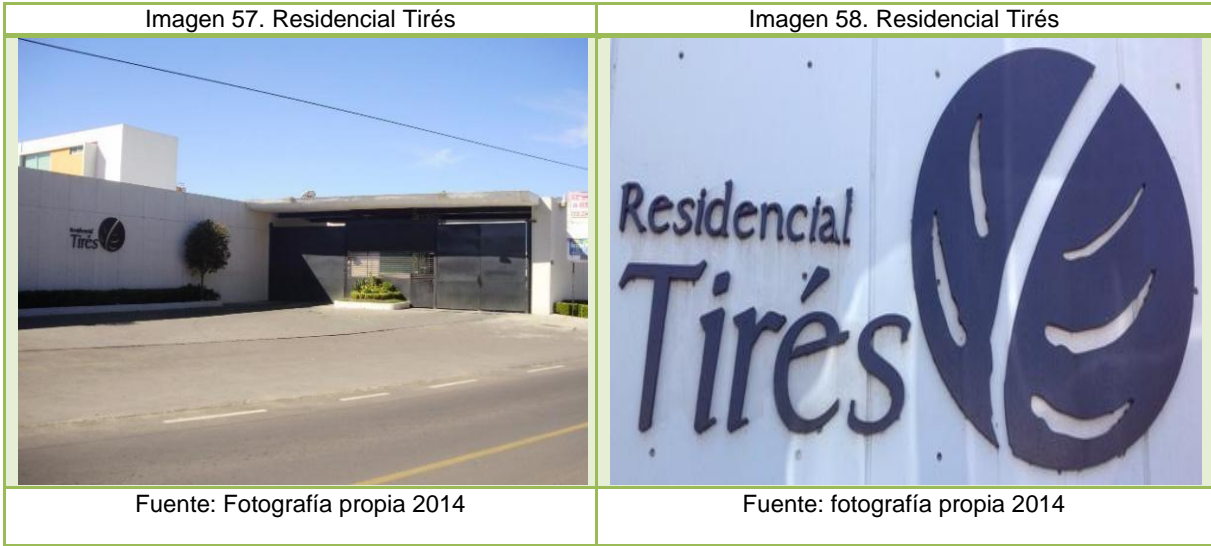 Imagen 57. Residencial Tirés
Imagen 58. Residencial Tirés
Residencial
Tirés
Residencial
Tirés
Fuente: Fotografía propia 2014
Fuente: fotografía propia 2014